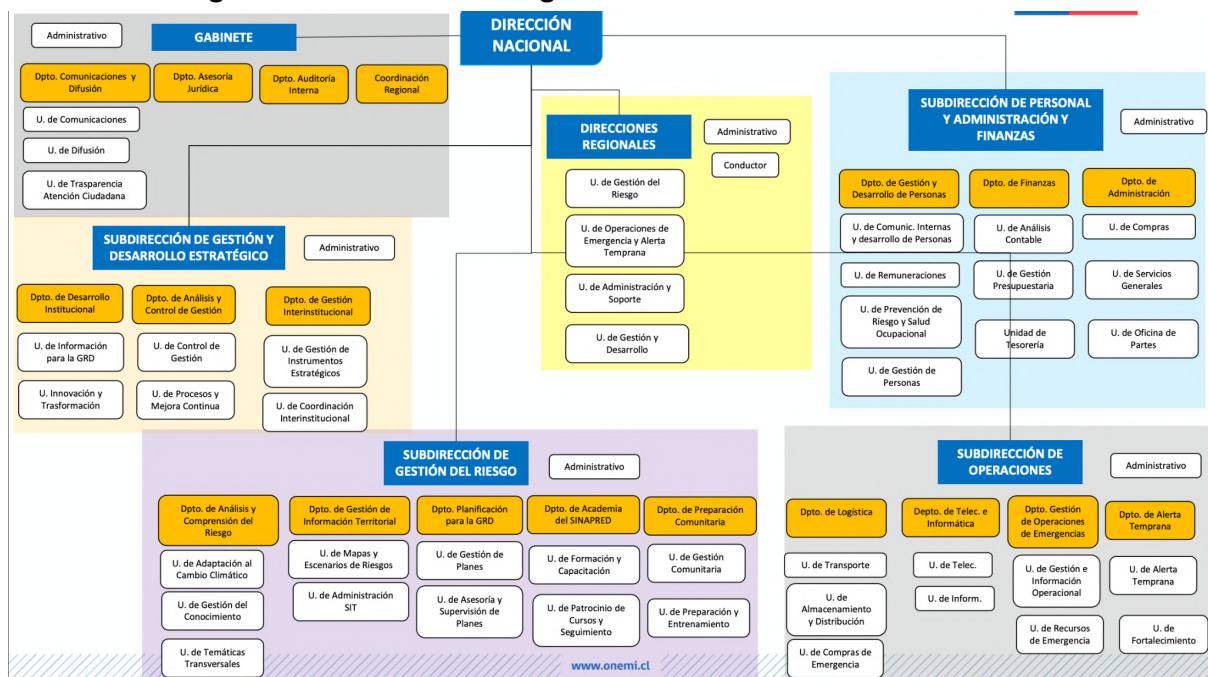 DIRECCIÓN
NACIONAL
Administrativo
GABINETE
Dpto. Comunicaciones y
Difusión
Dpto. Asesoría
Jurídica
Dpto. Auditoría
Interna
Coordinación
Regional
U. de Comunicaciones
U. de Difusión
U. de Trasparencia
Atención Ciudadana
DIRECCIONES
REGIONALES
Administrativo
Conductor
U. de Gestión del
Riesgo
U. de Operaciones de
Emergencia y Alerta
Temprana
U. de Administración y
Soporte
U. de Gestión y
Desarrollo
SUBDIRECCIÓN DE PERSONAL
Y ADMINISTRACIÓN Y
FINANZAS
Administrativo
Dpto. de Gestión y
Desarrollo de Personas
U. de Comunic. Internas
y desarrollo de Personas
U. de Remuneraciones
U. de Prevención de
Riesgo y Salud
Ocupacional
U. de Gestión de
Personas
Dpto. de Finanzas
U. de Análisis
Contable
U. de Gestión
Presupuestaria
Unidad de
Tesorería
Dpto. de
Administración
U. de Compras
U. de Servicios
Generales
U. de Oficina de
Partes
SUBDIRECCIÓN DE GESTIÓN Y
DESARROLLO ESTRATÉGICO
Administrativo
Dpto. de Desarrollo
Institucional
U. de Información
para la GRD
U. Innovación y
Trasformación
Dpto. de Análisis y
Control de Gestión
U. de Control de
Gestión
U. de Procesos y
Mejora Continua
Dpto. de Gestión
Interinstitucional
U. de Gestión de
Instrumentos
Estratégicos
U. de Coordinación
Interinstitucional
SUBDIRECCIÓN DE
GESTIÓN DEL RIESGO
Administrativo
Dpto. de Análisis y
Comprensión del
Riesgo
U. de Adaptación al
Cambio Climático
U. de Gestión del
Conocimiento
U. de Temáticas
Transversales
Dpto. de Gestión de
Información Territorial
U. de Mapas y
Escenarios de Riesgos
U. de Administración
SIT
Dpto. Planificación
para la GRD
U. de Gestión de
Planes
U. de Asesoría y
Supervisión de
Planes
Dpto. de Academia
del SINAPRED
U. de Formación y
Capacitación
U. de Patrocinio de
Cursos y
Seguimiento
Dpto. de Preparación
Comunitaria
U. de Gestión
Comunitaria
U. de Preparación y
Entrenamiento
SUBDIRECCIÓN DE
OPERACIONES
Administrativo
Dpto. de Logística
U. de Transporte
U. de
Almacenamiento
y Distribución
U. de Compras de
Emergencia
Depto. de Telec. e
Informática
U. de Telec.
U. de Inform.
Dpto. Gestión
de Operaciones
de Emergencias
U. de Gestión e
Información
Operacional
U. de Recursos
de Emergencia
Dpto. de Alerta
Temprana
U. de Alerta
Temprana
U. de
Fortalecimiento
www.onemi.cl